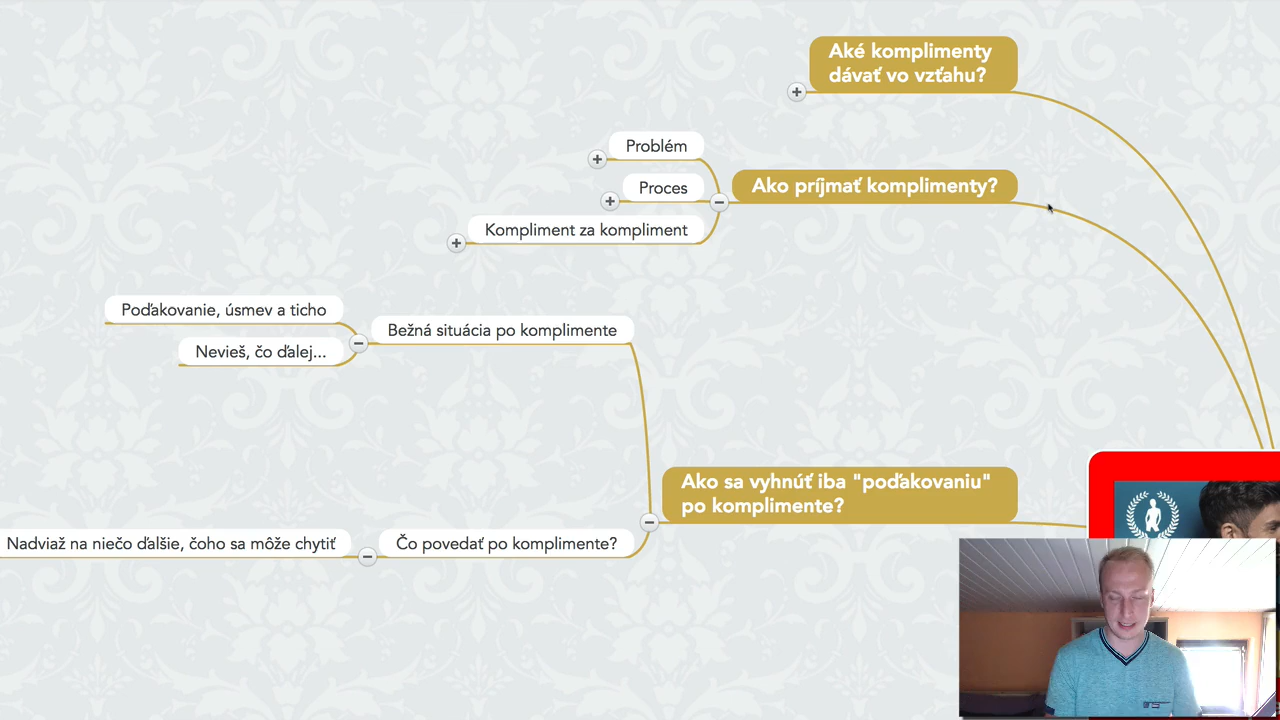 Aké komplimenty
dávať vo vzťahu?
Problém
Ako príjmať komplimenty?
Proces
Kompliment za kompliment
Poďakovanie, úsmev a ticho
Bežná situácia po komplimente
Nevieš, čo ďalej...
Ako sa vyhnúť iba "poďakovaniu"
po komplimente?
Nadviaž na niečo ďalšie, čoho sa môže chytiť
Čo povedať po komplimente?